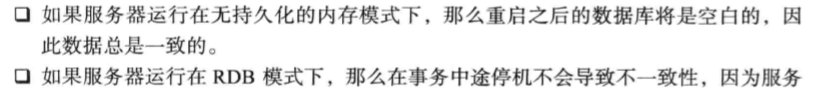 ❑ 如果服务器运行在无持久化的内存模式下，那么重启之后的数据库将是空白的，因
此数据总是一致的。
❑ 如果服务器运行在 RDB 模式下，那么在事务中途停机不会导致不一致性，因为服务